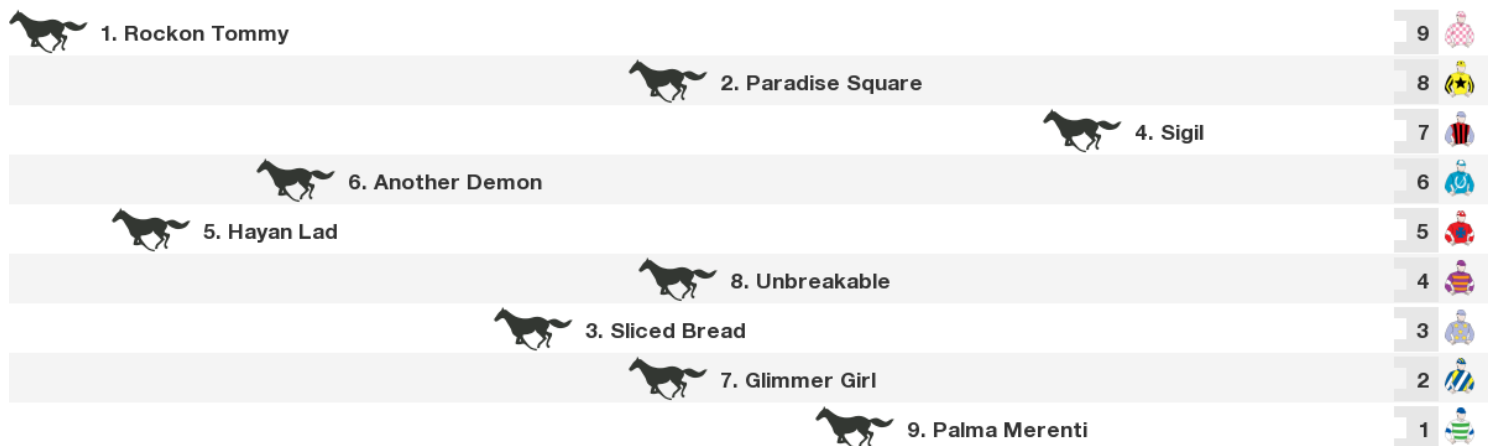 1. Rockon Tommy 9
2. Paradise Square 8
4. Sigil 7
6. Another Demon 6
5. Hayan Lad 5
8. Unbreakable 4
3. Sliced Bread 3
7. Glimmer Girl 2
9. Palma Merenti 1